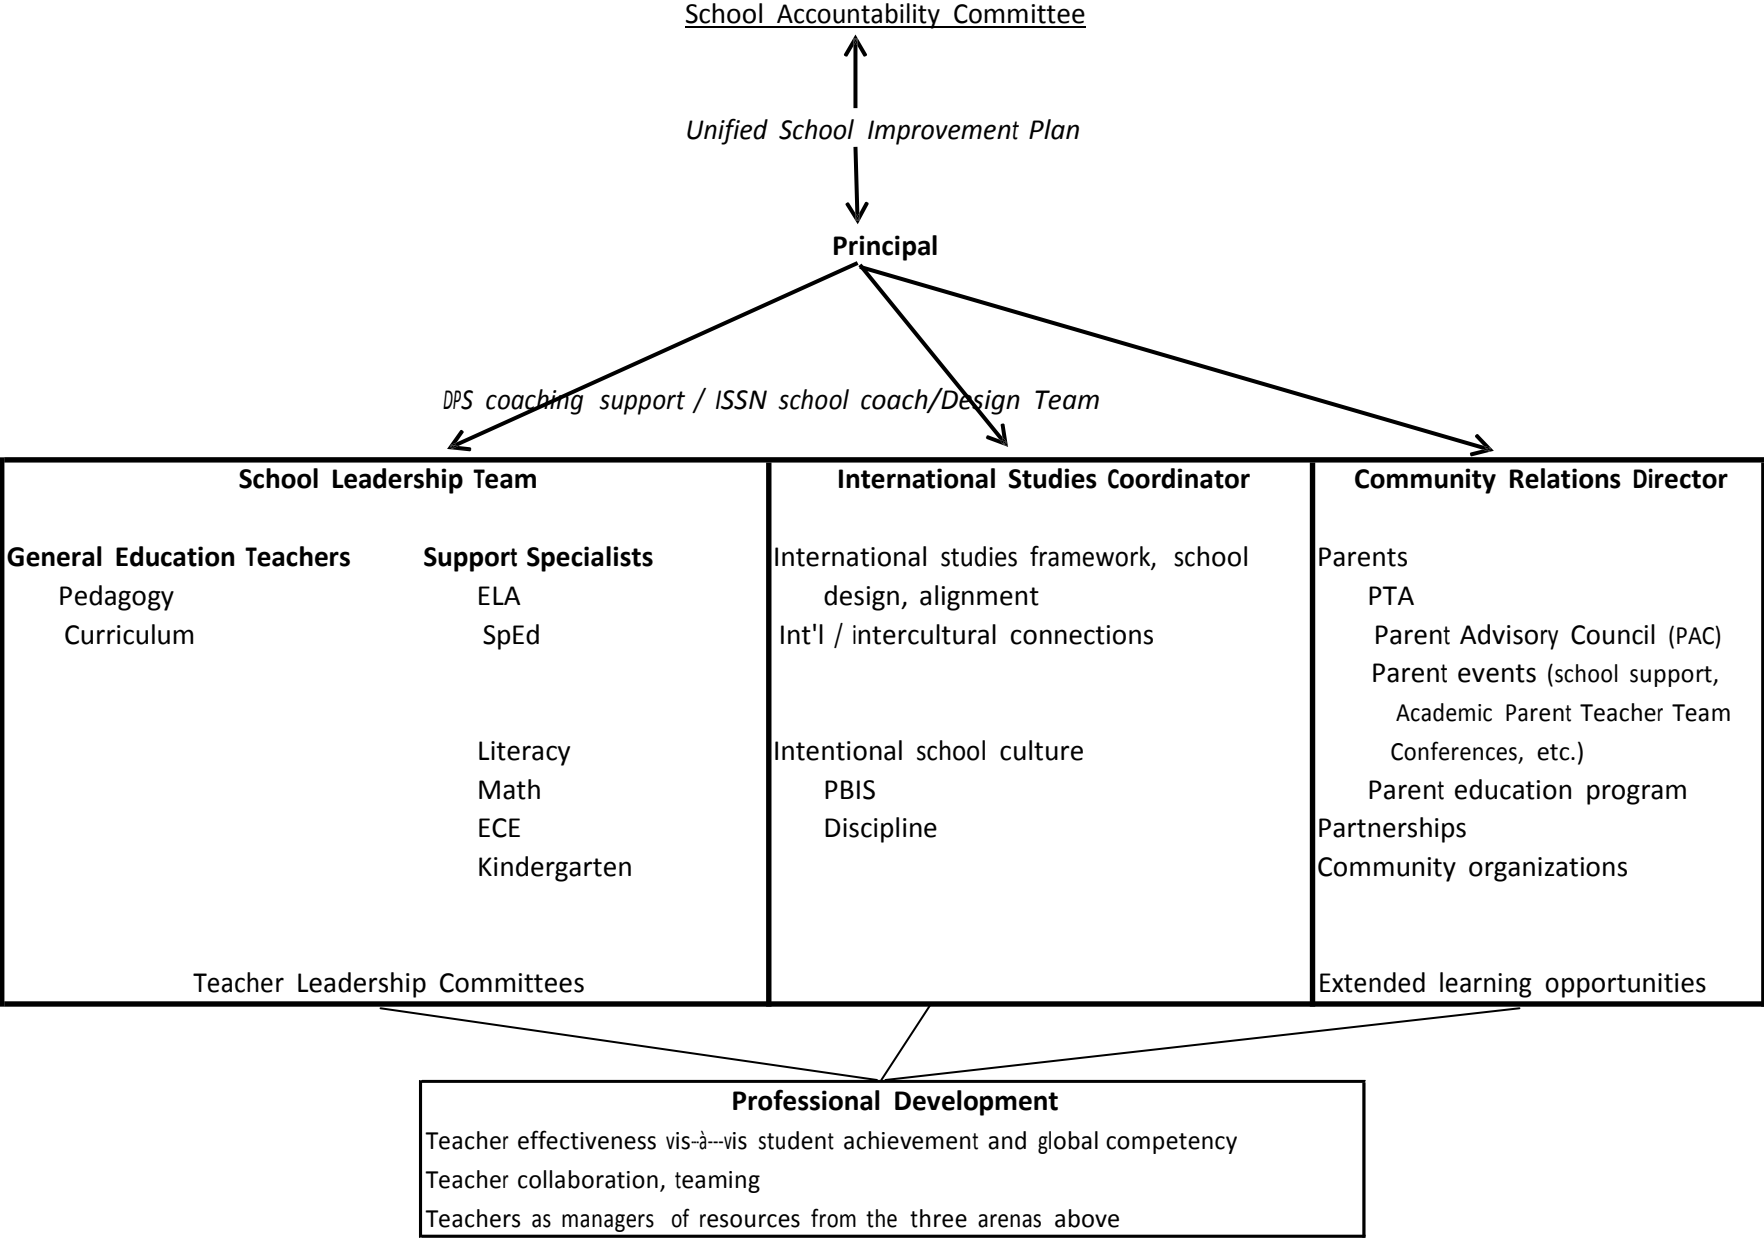 School Accountability Committee
Unified School Improvement Plan
Principal
DPS coaching support / ISSN school coach/Design Team
School Leadership Team
General Education Teachers
Pedagogy
Curriculum
Support Specialists
ELA
SpEd
Literacy
Math
ECE
Kindergarten
Teacher Leadership Committees
International Studies Coordinator
International studies framework, school
design, alignment
Int'l / intercultural connections
Intentional school culture
PBIS
Discipline
Community Relations Director
Parents
PTA
Parent Advisory Council (PAC)
Parent events (school support,
Academic Parent Teacher Team
Conferences, etc.)
Parent education program
Partnerships
Community organizations
Extended learning opportunities
Professional Development
Teacher effectiveness vis-à---vis student achievement and global competency
Teacher collaboration, teaming
Teachers as managers of resources from the three arenas above